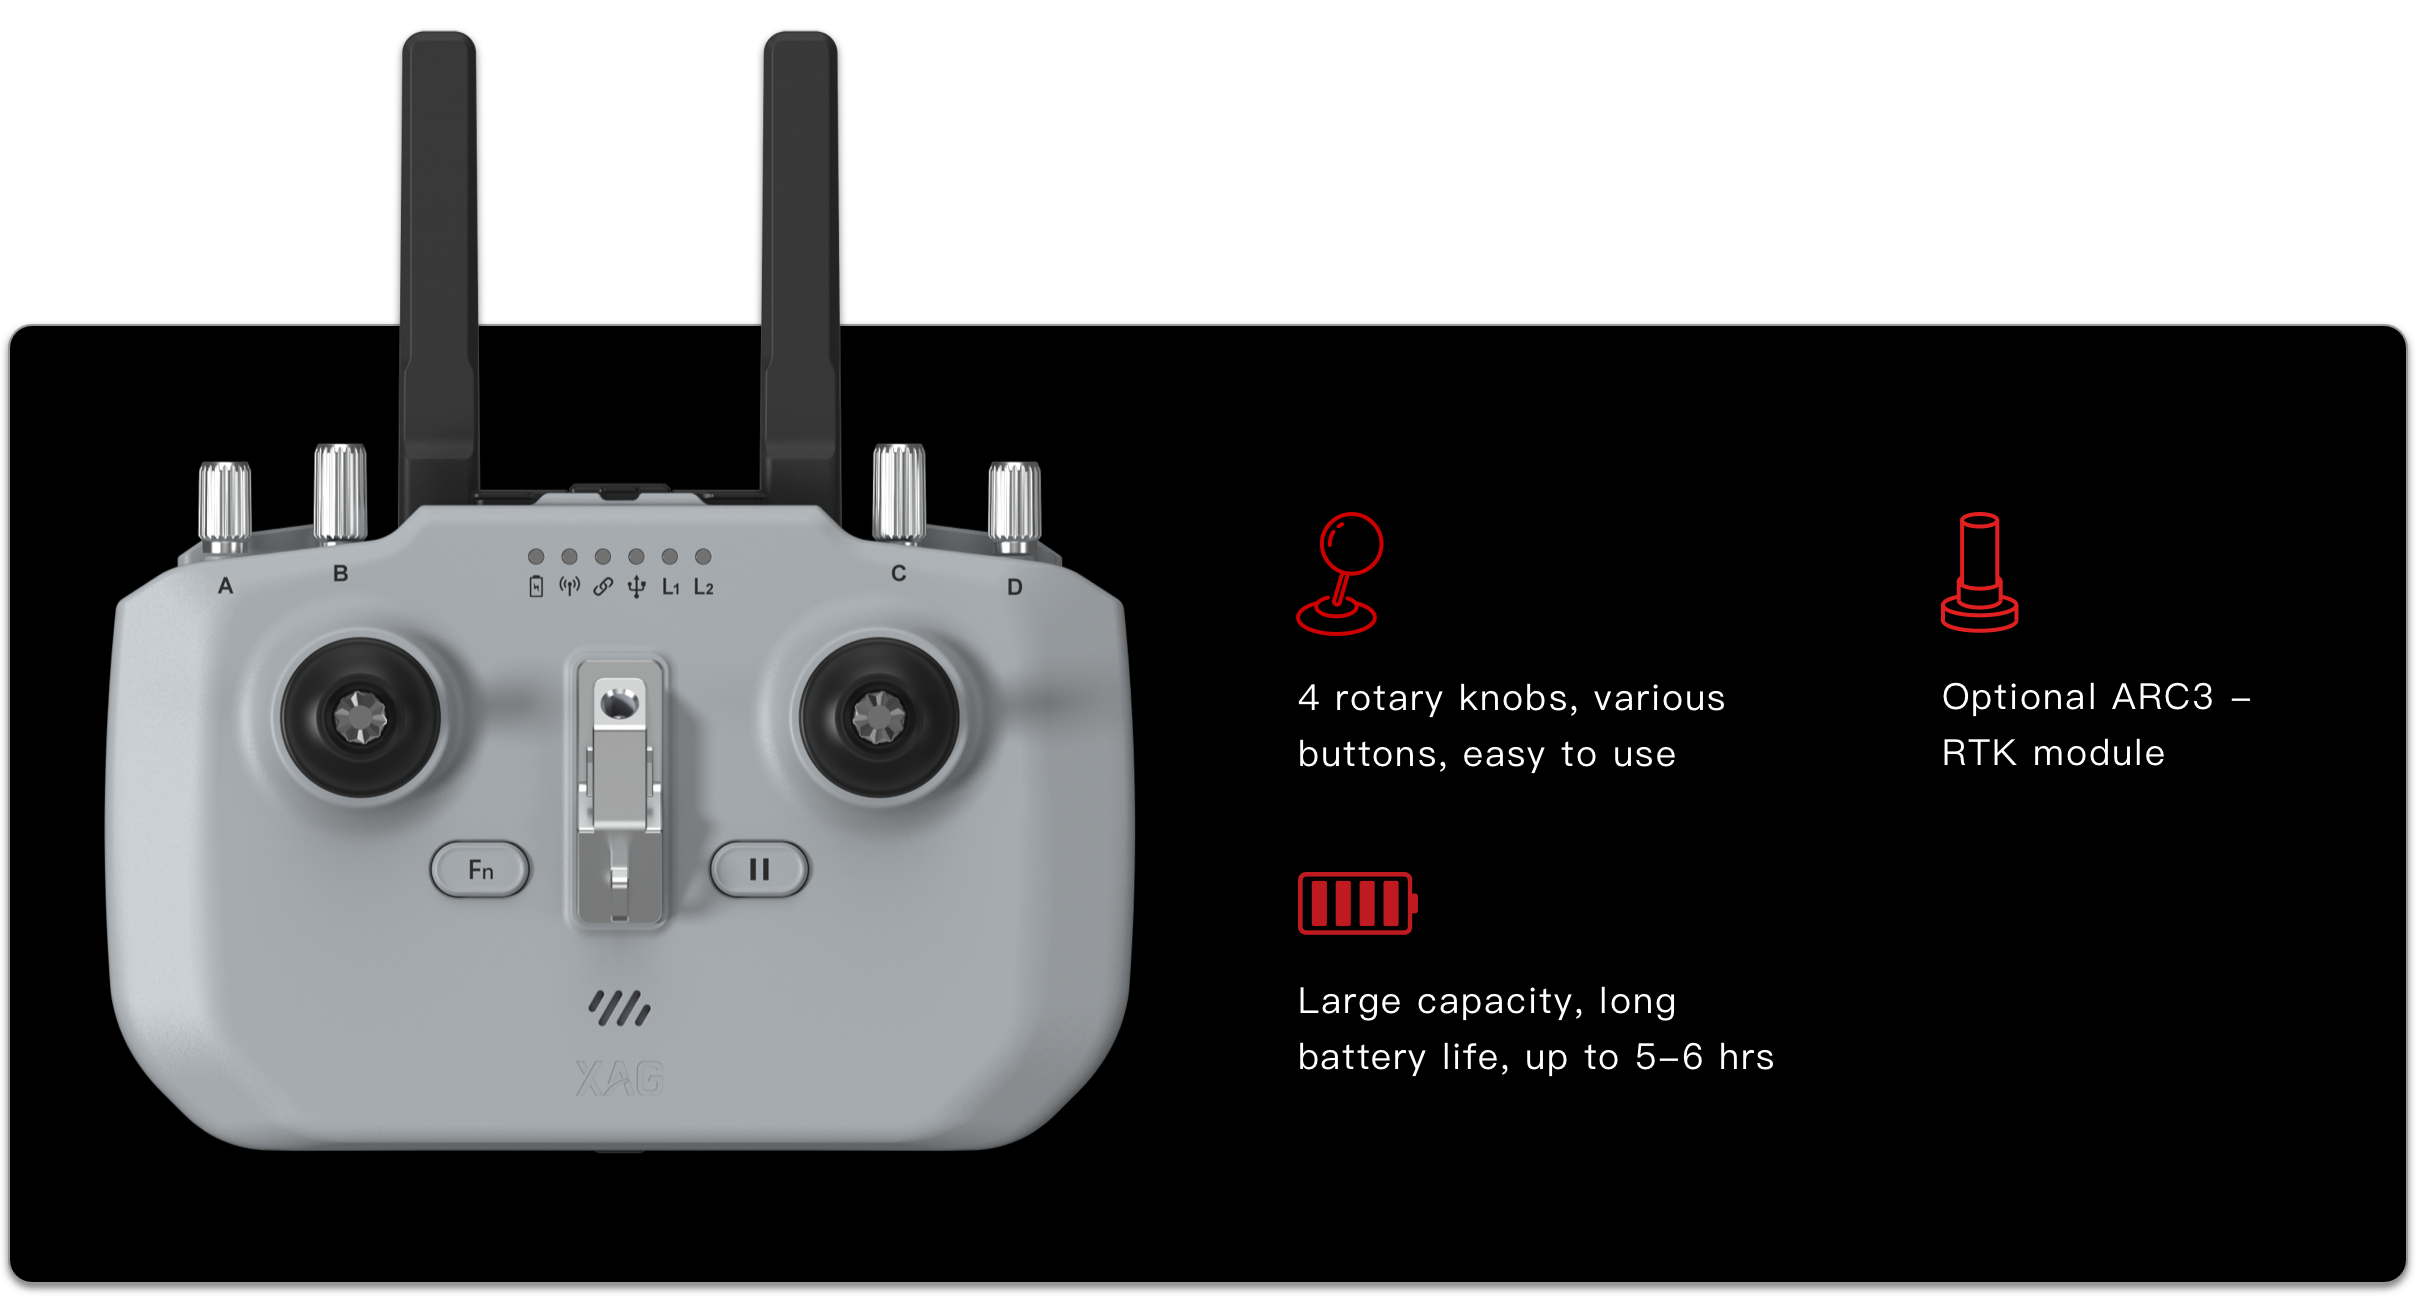 A
B
C
D
L1
L2
Fn
XAG
4 rotary knobs, various
buttons, easy to use
Optional ARC3 –
RTK module
Large capacity, long
battery life, up to 5–6 hrs